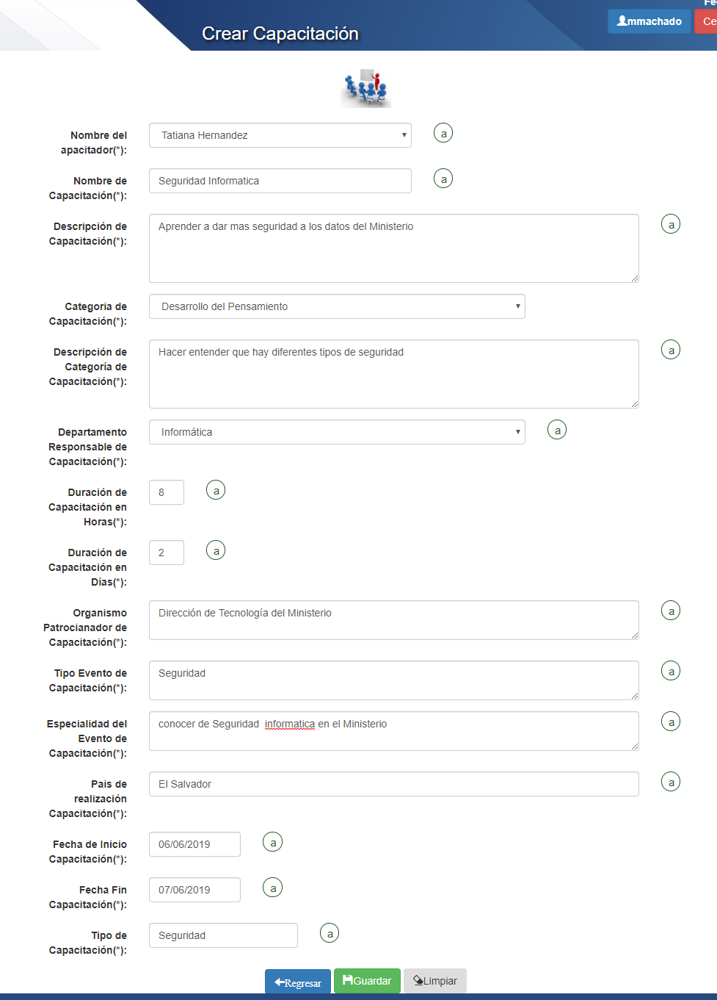 Fe
Crear Capacitación
mmachado
Ce
Nombre del
apacitador(*):
Tatiana Hernandez
a
Nombre de
Capacitación(*):
Seguridad Informatica
a
Descripción de
Capacitación(*):
Aprender a dar mas seguridad a los datos del Ministerio
a
Categoria de
Capacitación(*):
Desarrollo del Pensamiento
Descripción de
Categoría de
Capacitación(*):
Hacer entender que hay diferentes tipos de seguridad
a
Departamento
Responsable de
Capacitación(*):
Informática
a
Duración de
Capacitación en
Horas(*):
8
a
Duración de
Capacitación en
Días(*):
2
a
Organismo
Patrocianador de
Capacitación(*):
Dirección de Tecnología del Ministerio
a
Tipo Evento de
Capacitación(*):
Seguridad
a
Especialidad del
Evento de
Capacitación(*):
conocer de Seguridad informatica en el Ministerio
a
Pais de
realización
Capacitación(*):
El Salvador
a
Fecha de Inicio
Capacitación(*):
06/06/2019
a
Fecha Fin
Capacitación(*):
07/06/2019
a
Tipo de
Capacitación(*):
Seguridad
a
Regresar
Guardar
Limpiar